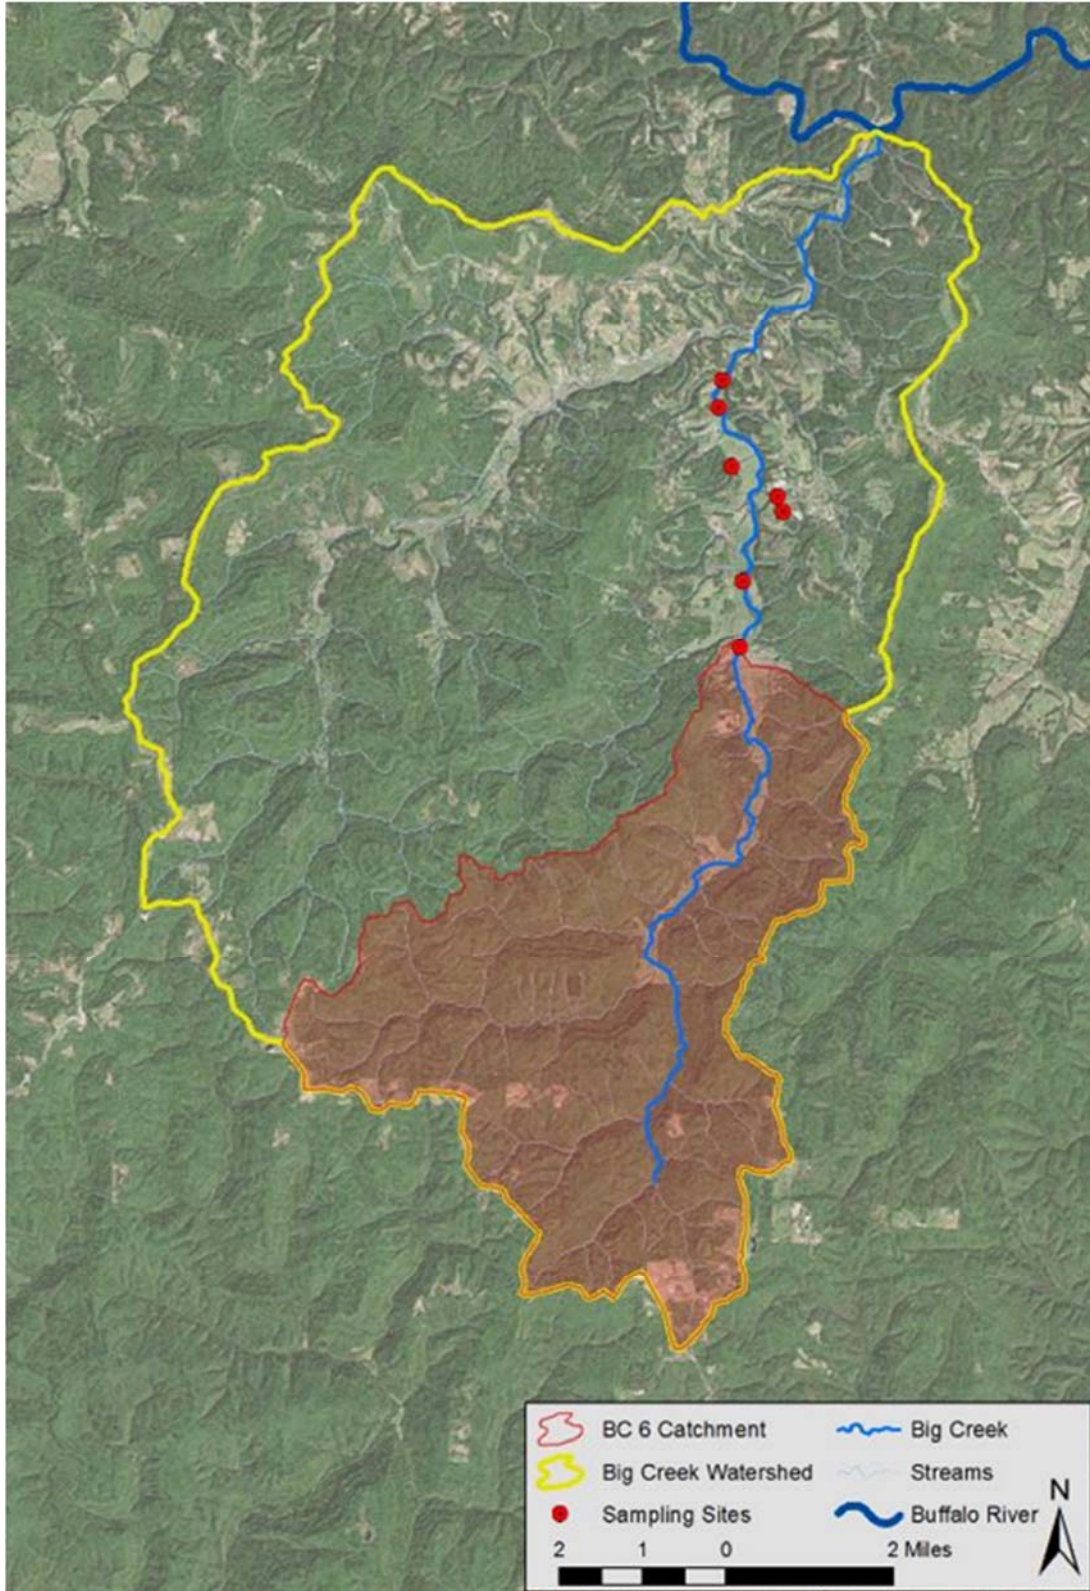 BC 6 Catchment
Big Creek
Big Creek Watershed
Streams
Sampling Sites
Buffalo River
N
2 1 0 2 Miles